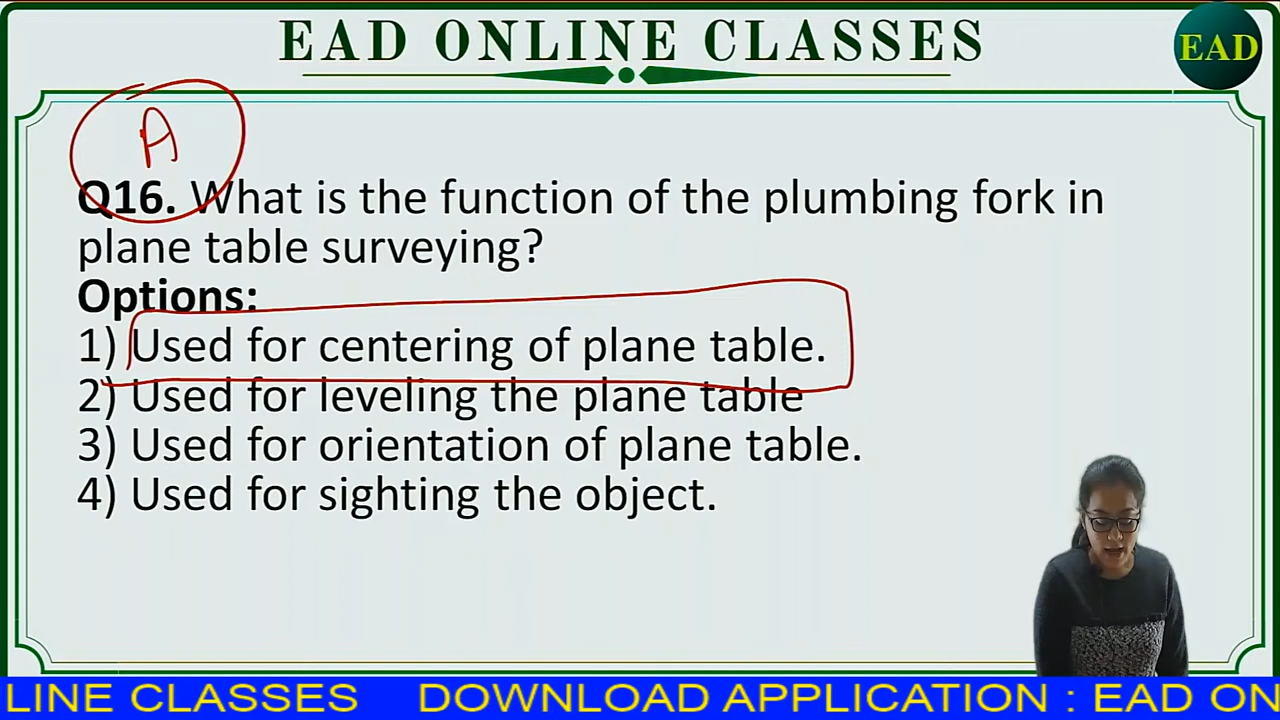 EAD ONLINE CLASSES
EAD
A
Q16. What is the function of the plumbing fork in
plane table surveying?
Options:
1) Used for centering of plane table.
2) Used for leveling the plane table
3) Used for orientation of plane table.
4) Used for sighting the object.
LINE CLASSES DOWNLOAD APPLICATION : EAD ON